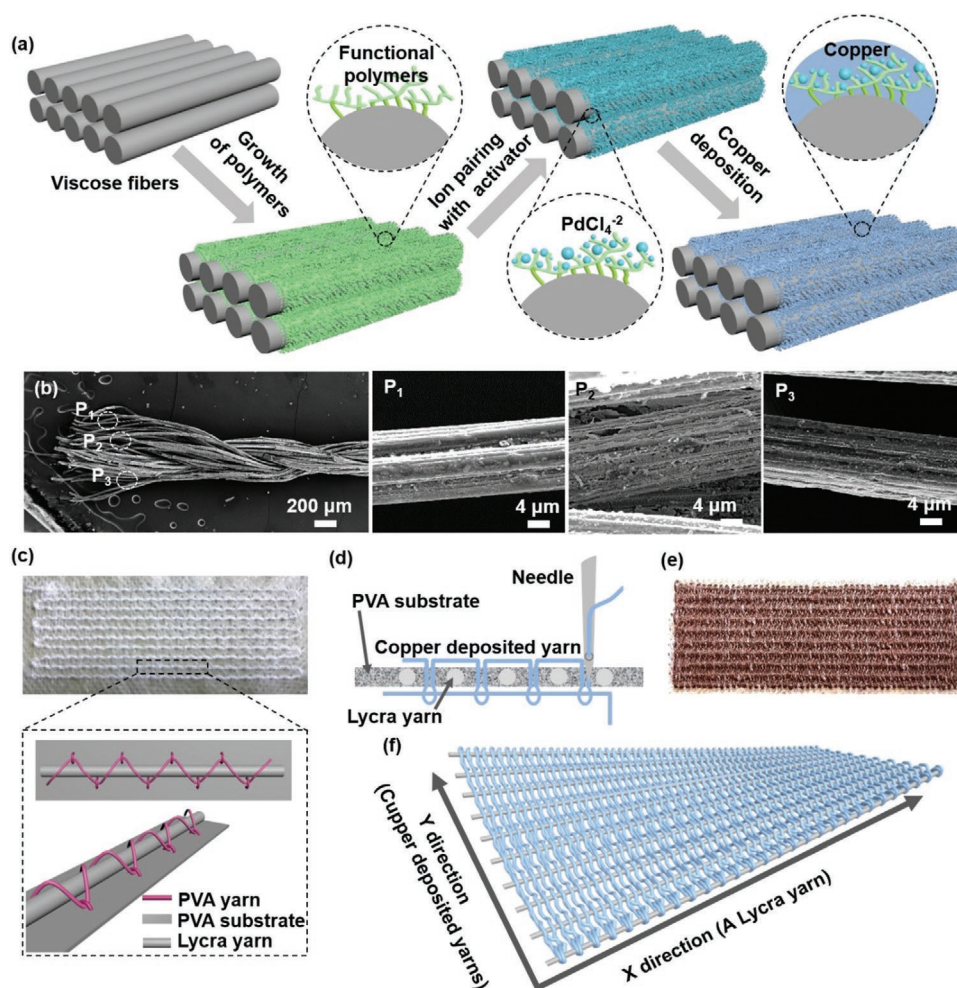 (a)
Viscose fibers
Growth
of polymers
Functional
polymers
Ion pairing
with activator
PdCl₄⁻²
Copper
deposition
Copper
(b)
P₁
P₂
P₃
200 µm
P₁
4 µm
P₂
4 µm
P₃
4 µm
(c)
PVA yarn
PVA substrate
Lycra yarn
(d)
Needle
PVA substrate
Copper deposited yarn
Lycra yarn
(e)
(f)
Y direction
(Cupper deposited yarns)
X direction (A Lycra yarn)